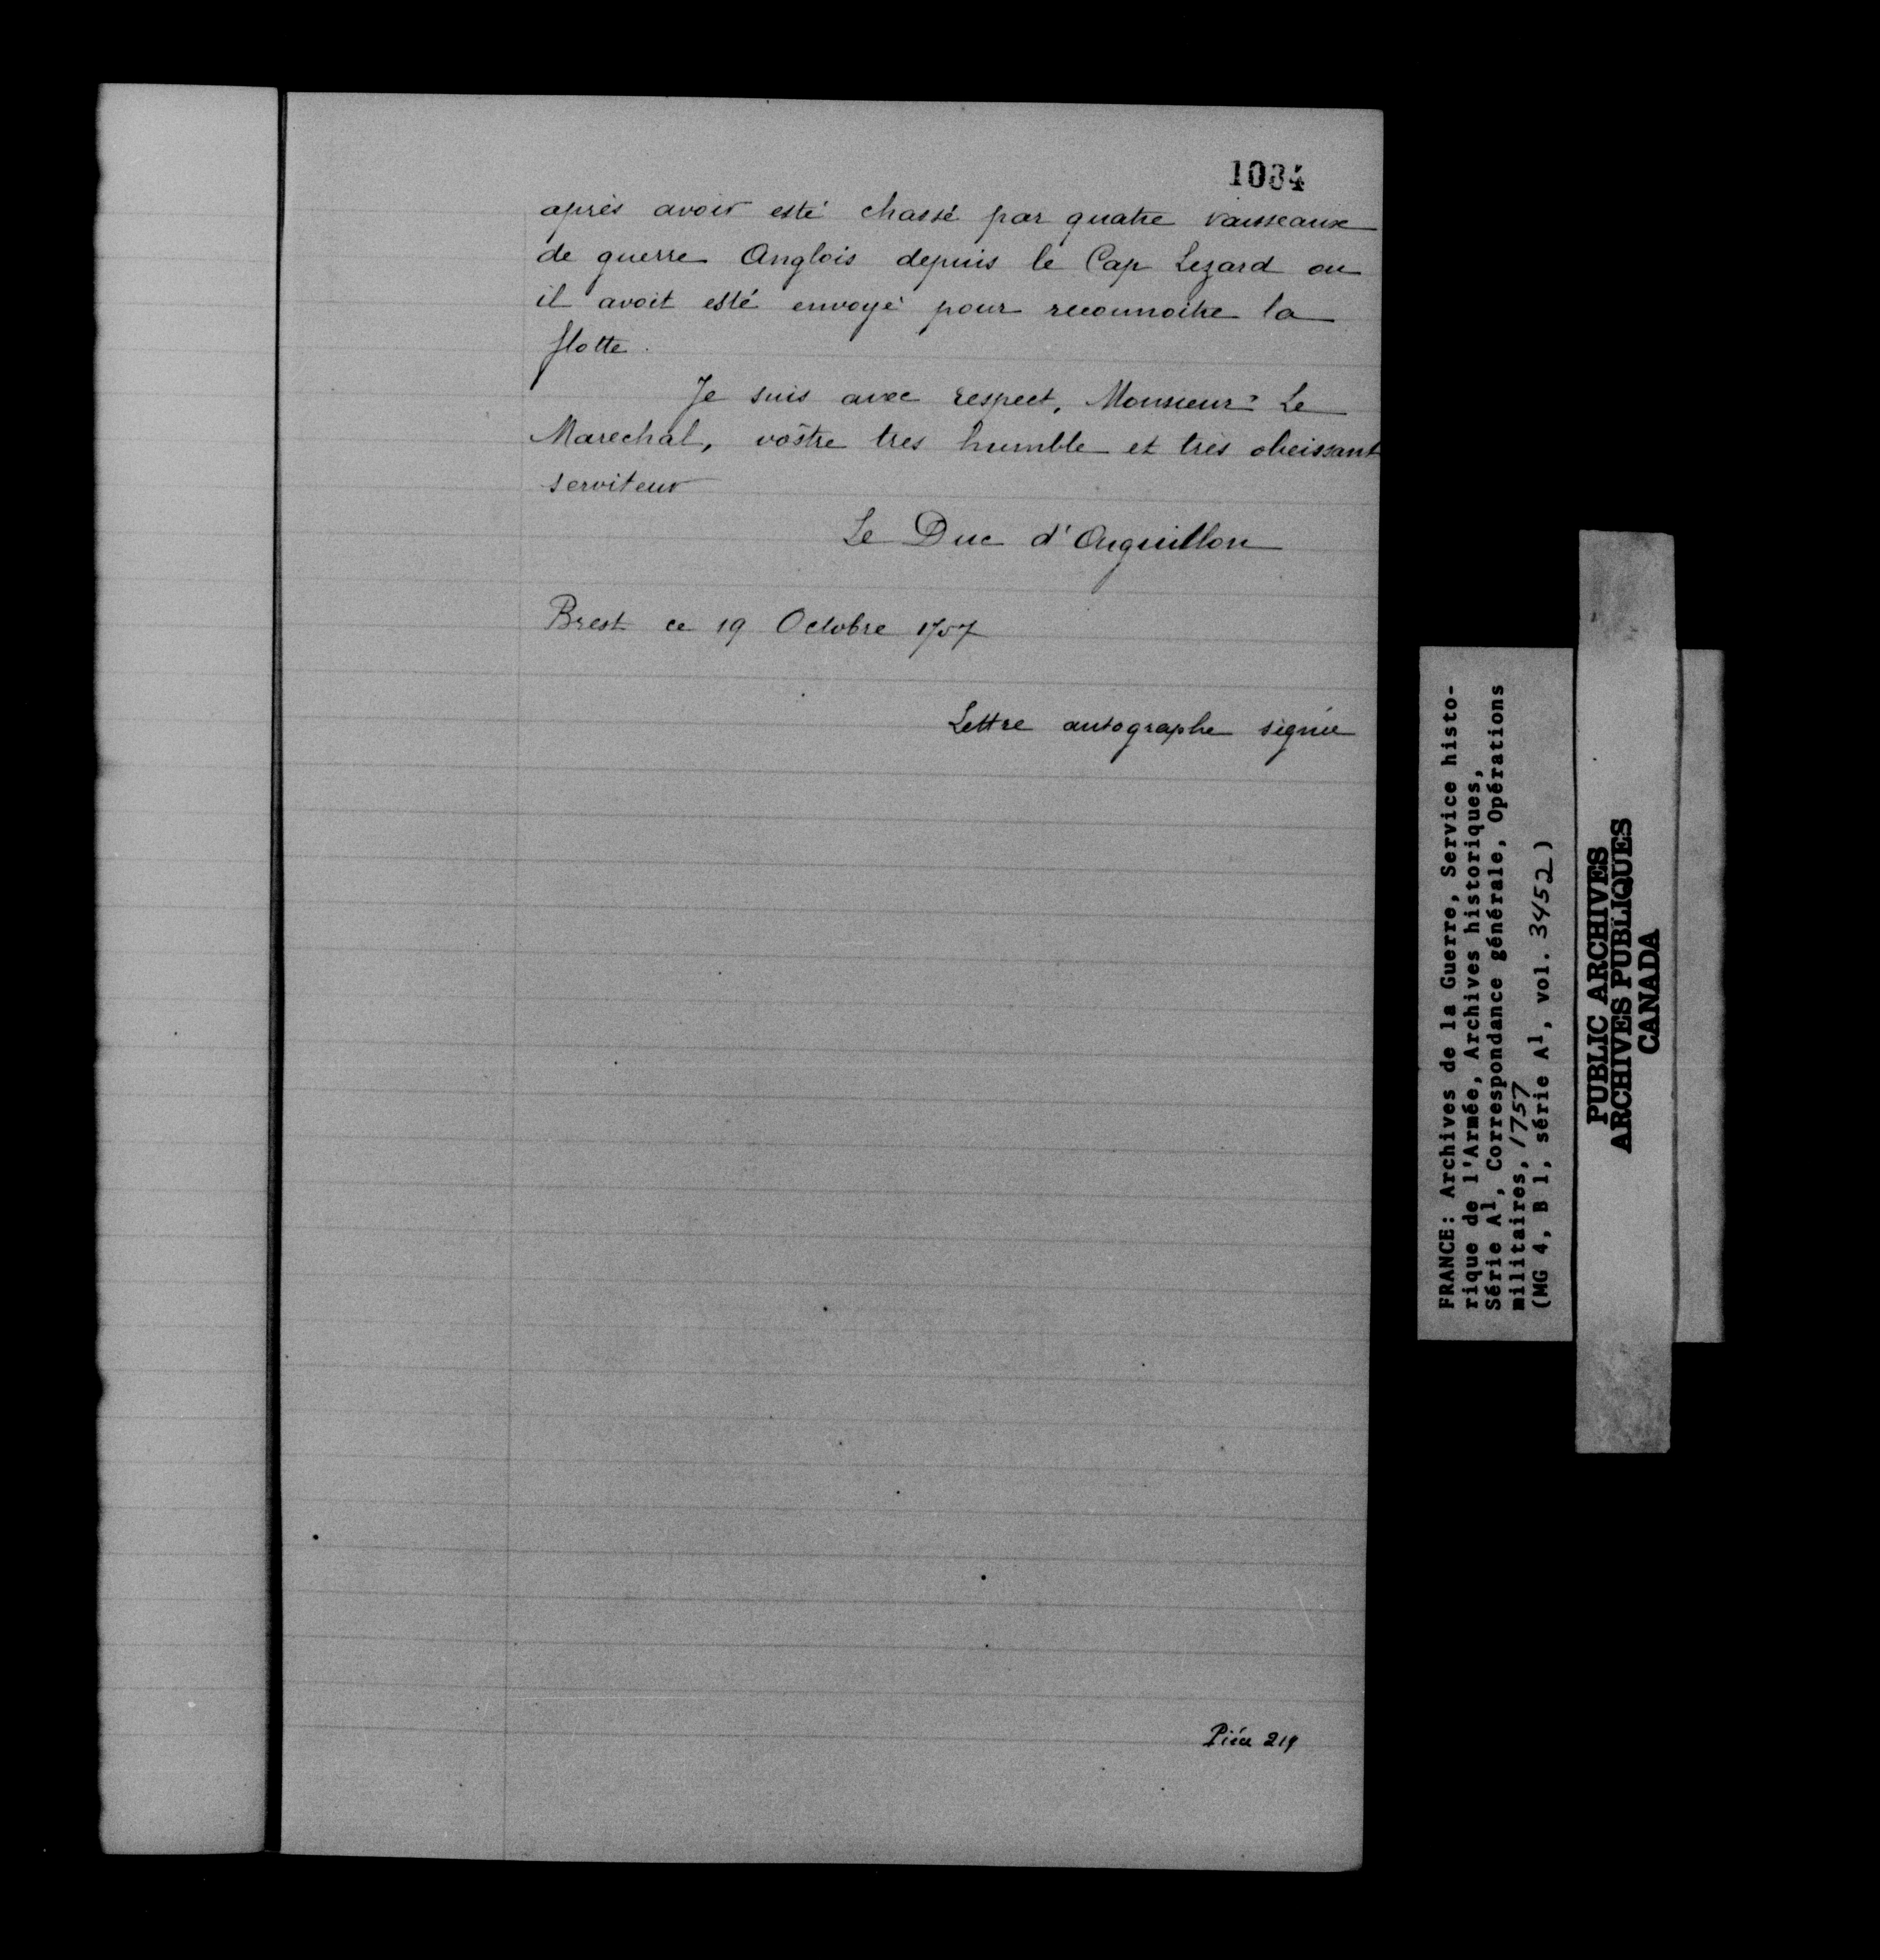 1034
après avoir esté chassé par quatre vaisseaux
de guerre Anglois depuis le Cap Lezard ou
il avoit esté envoyé pour reconnoitre la
flotte.
Je suis avec respect, Monsieur Le
Marechal, vostre tres humble et très obeissant
serviteur
Le Duc d'Aiguillon
Brest ce 19 Octobre 1757
Lettre autographe signée
Pièce 219
FRANCE: Archives de la Guerre, Service histo-
rique de l'Armée, Archives historiques,
Série A1, Correspondance générale, Opérations
militaires, 1757
(MG 4, B 1, série A1, vol. 3452)
PUBLIC ARCHIVES
ARCHIVES PUBLIQUES
CANADA